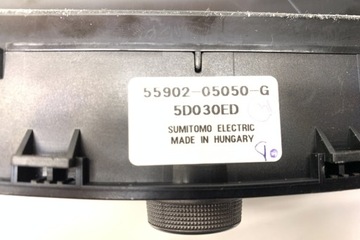 55902-05050-G
5D030ED
SUMITOMO ELECTRIC
MADE IN HUNGARY